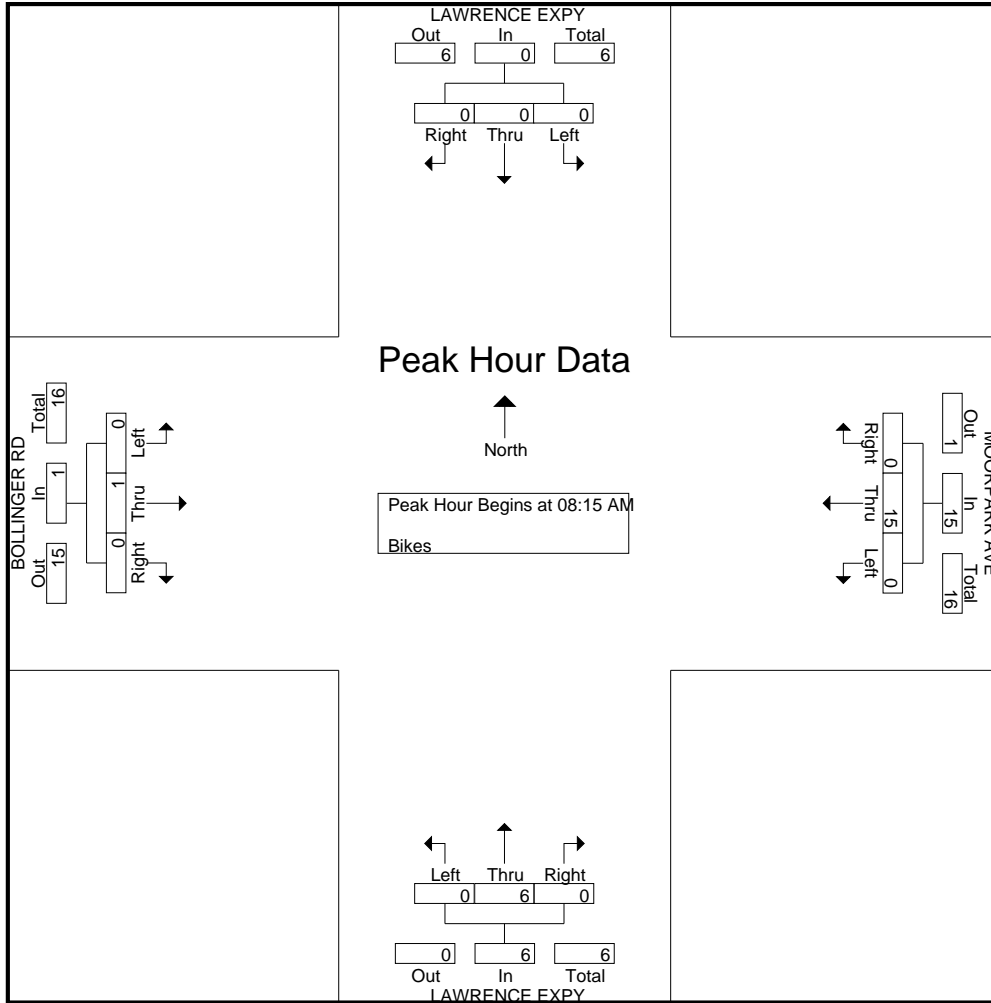 LAWRENCE EXPY
Out In Total
6 0 6
0 0 0
Right Thru Left
Peak Hour Data
North
Peak Hour Begins at 08:15 AM
Bikes
BOLLINGER RD
Out In Total
15 1 16
Right Thru Left
0 1 0
MOORPARK AVE
Out In Total
1 15 16
Right Thru Left
0 15 0
Left Thru Right
0 6 0
0 6 6
Out In Total
LAWRENCE EXPY